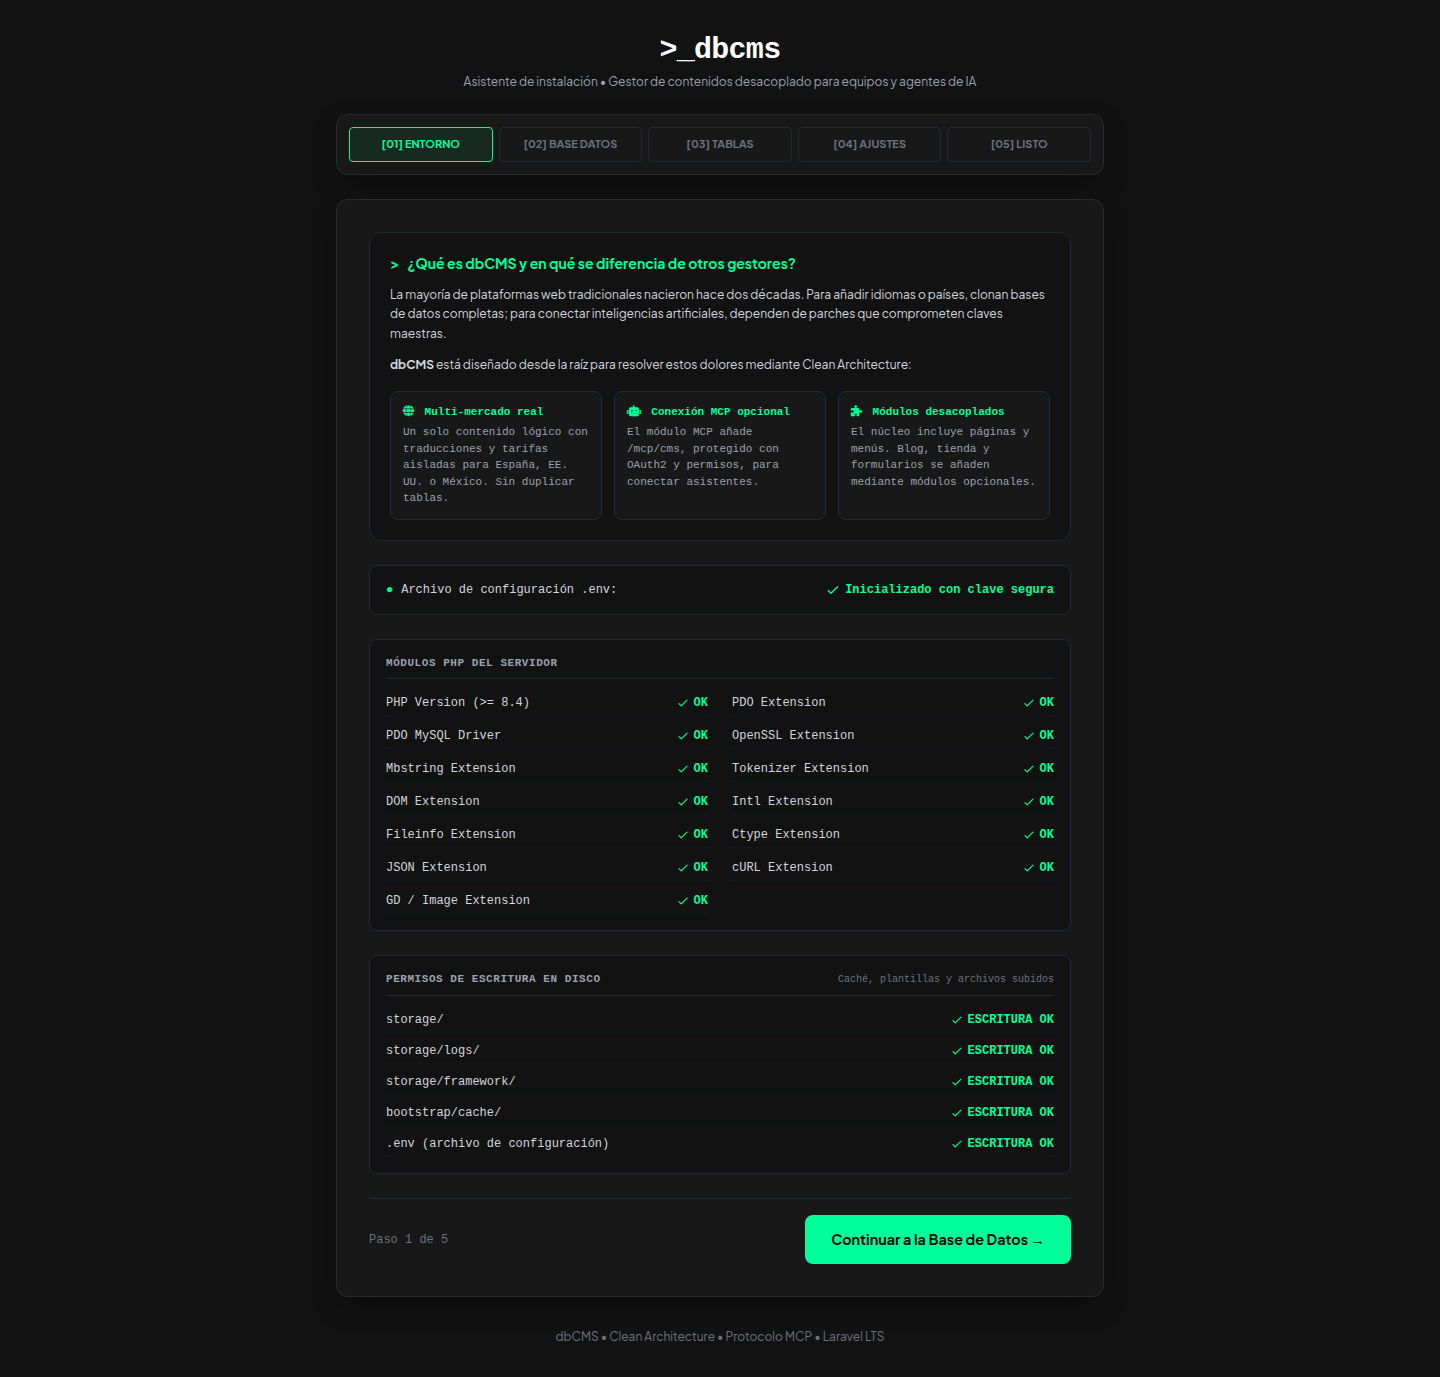 >_dbcms
Asistente de instalación • Gestor de contenidos desacoplado para equipos y agentes de IA
[01] ENTORNO
[02] BASE DATOS
[03] TABLAS
[04] AJUSTES
[05] LISTO
> ¿Qué es dbCMS y en qué se diferencia de otros gestores?
La mayoría de plataformas web tradicionales nacieron hace dos décadas. Para añadir idiomas o países, clonan bases
de datos completas; para conectar inteligencias artificiales, dependen de parches que comprometen claves
maestras.
dbCMS está diseñado desde la raíz para resolver estos dolores mediante Clean Architecture:
Multi-mercado real
Un solo contenido lógico con
traducciones y tarifas
aisladas para España, EE.
UU. o México. Sin duplicar
tablas.
Conexión MCP opcional
El módulo MCP añade
/mcp/cms, protegido con
OAuth2 y permisos, para
conectar asistentes.
Módulos desacoplados
El núcleo incluye páginas y
menús. Blog, tienda y
formularios se añaden
mediante módulos opcionales.
● Archivo de configuración .env:
✓ Inicializado con clave segura
MÓDULOS PHP DEL SERVIDOR
PHP Version (>= 8.4) ✓ OK
PDO Extension ✓ OK
PDO MySQL Driver ✓ OK
OpenSSL Extension ✓ OK
Mbstring Extension ✓ OK
Tokenizer Extension ✓ OK
DOM Extension ✓ OK
Intl Extension ✓ OK
Fileinfo Extension ✓ OK
Ctype Extension ✓ OK
JSON Extension ✓ OK
cURL Extension ✓ OK
GD / Image Extension ✓ OK
PERMISOS DE ESCRITURA EN DISCO
Caché, plantillas y archivos subidos
storage/ ✓ ESCRITURA OK
storage/logs/ ✓ ESCRITURA OK
storage/framework/ ✓ ESCRITURA OK
bootstrap/cache/ ✓ ESCRITURA OK
.env (archivo de configuración) ✓ ESCRITURA OK
Paso 1 de 5
Continuar a la Base de Datos →
dbCMS • Clean Architecture • Protocolo MCP • Laravel LTS